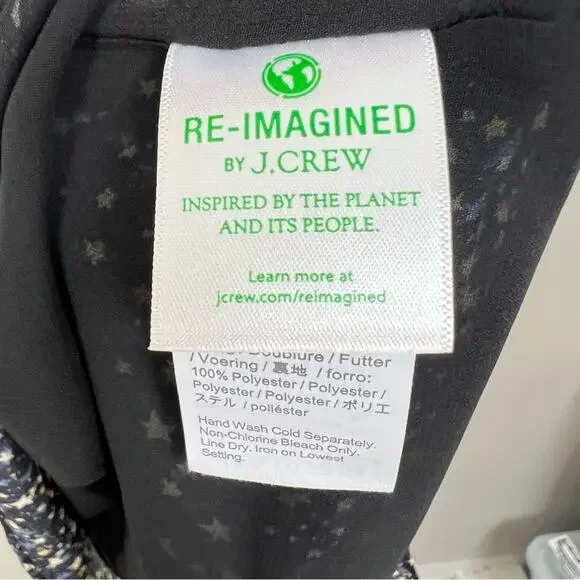 RE-IMAGINED
BY J.CREW
INSPIRED BY THE PLANET
AND ITS PEOPLE.
Learn more at
jcrew.com/reimagined
Doublure / Futter
/ Voering / 裏地 / forro:
100% Polyester / Polyester /
Polyester / Polyester / ポリエ
ステル / poliéster
Hand Wash Cold Separately.
Non-Chlorine Bleach Only.
Line Dry. Iron on Lowest
Setting.